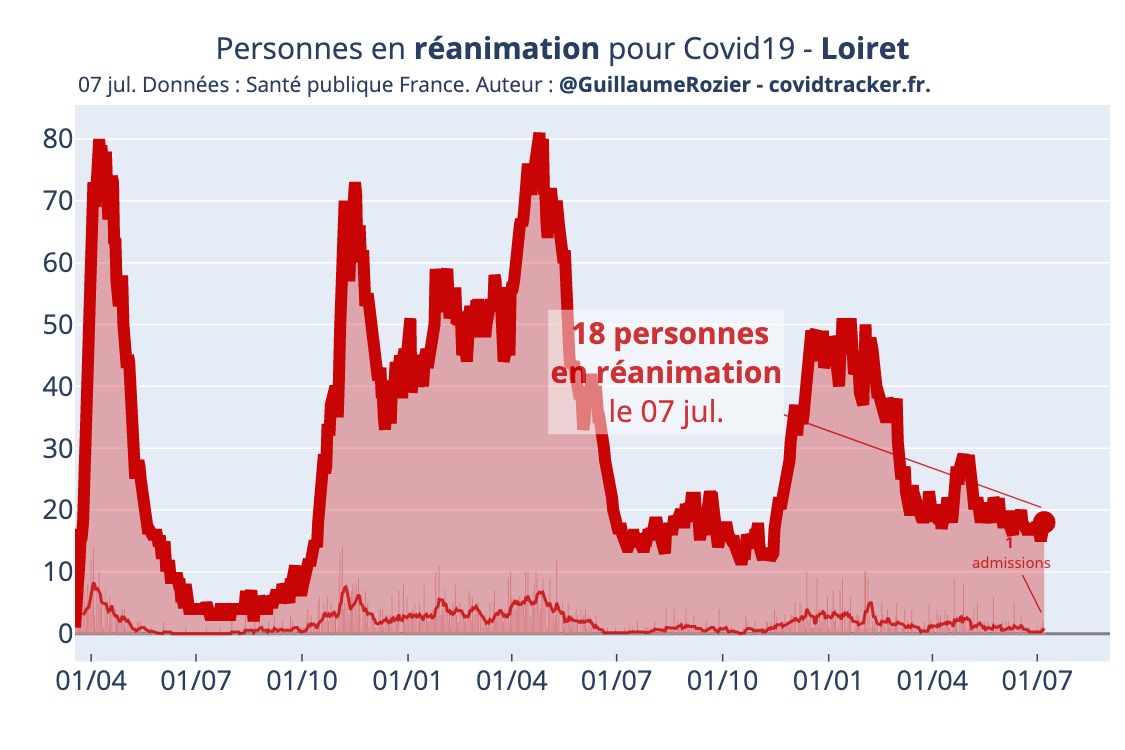 Personnes en réanimation pour Covid19 - Loiret
07 jul. Données : Santé publique France. Auteur : @GuillaumeRozier - covidtracker.fr.
80
70
60
50
40
30
20
10
0
18 personnes
en réanimation
le 07 jul.
1
admissions
01/04 01/07 01/10 01/01 01/04 01/07 01/10 01/01 01/04 01/07